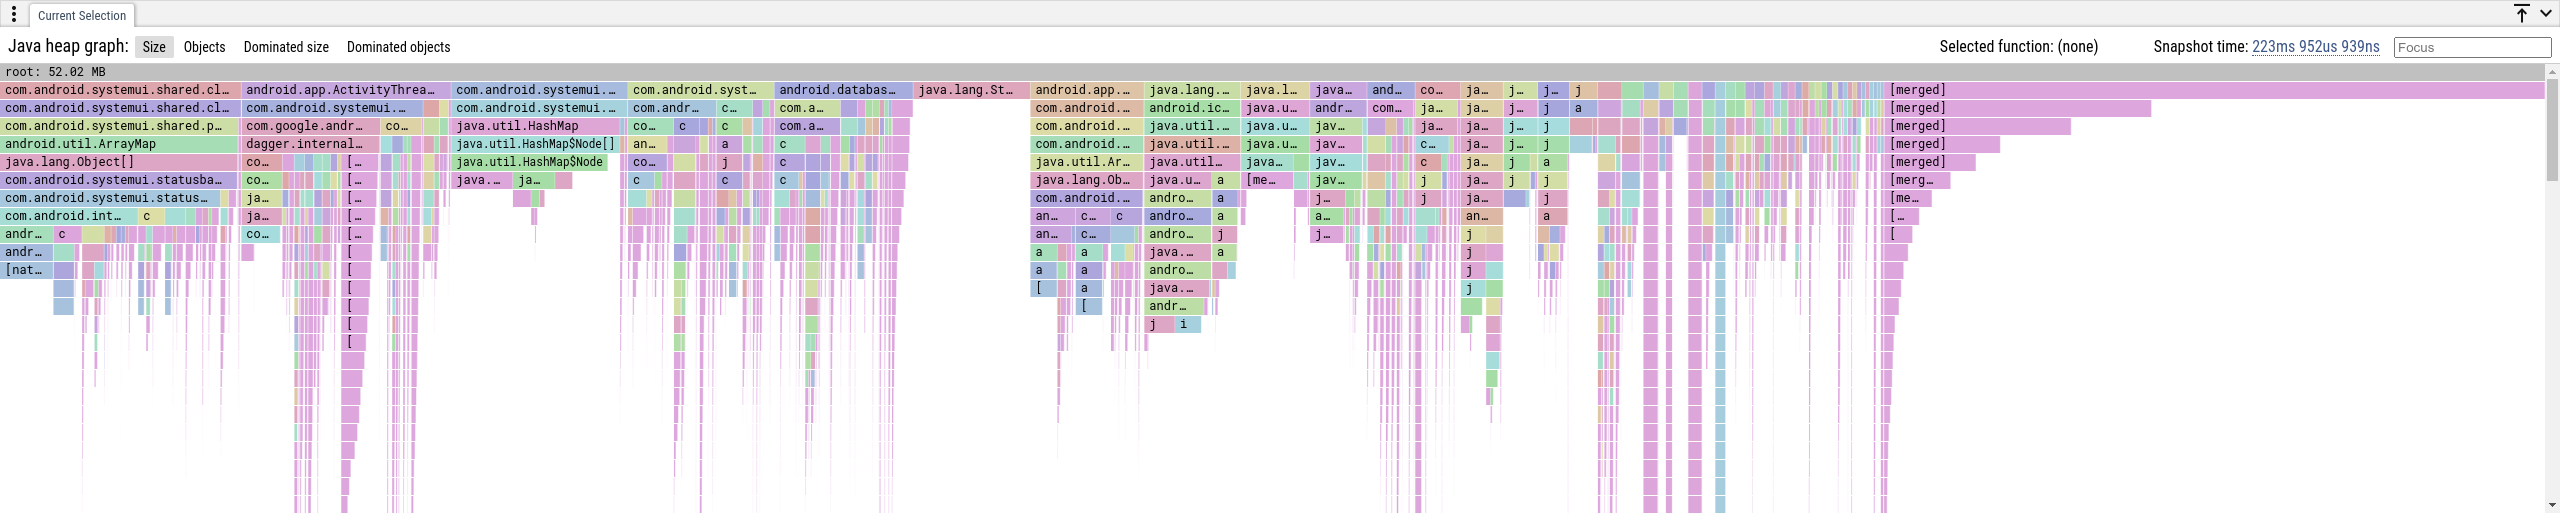 Current Selection
Java heap graph: Size Objects Dominated size Dominated objects Selected function: (none) Snapshot time: 223ms 952us 939ns Focus
root: 52.02 MB
com.android.systemui.shared.cl… android.app.ActivityThrea… com.android.systemui.… com.android.syst… android.databas… java.lang.St… android.app.… java.lang.… java.l… java… and… co… ja… j… j… j [merged]
com.android.systemui.shared.cl… com.android.systemui.… com.android.systemui.… com.andr… c… com.a… com.android.… android.ic… java.u… andr… com… ja… ja… j… j a [merged]
com.android.systemui.shared.p… com.google.andr… co… java.util.HashMap co… c c com.a… com.android.… java.util.… java.u… jav… ja… ja… j… j [merged]
android.util.ArrayMap dagger.internal… java.util.HashMap$Node[] an… a c com.android.… java.util.… java.u… jav… c… ja… j… j [merged]
java.lang.Object[] co… [… java.util.HashMap$Node co… j c java.util.Ar… java.util… java… jav… c ja… j a [merged]
com.android.systemui.statusba… co… [… java.… ja… c c c java.lang.Ob… java.u… a [me… jav… j ja… j j [merg…
com.android.systemui.status… ja… [… com.android.… andro… a j… j ja… j [me…
com.android.int… c ja… [… an… c… c andro… a a… an… a […
andr… c co… [… an… c… andro… j j… j [
andr… [ a a java.… a j
[nat… [ a a andro… j
[ [ a java.… j
[ [ andr…
[ j i
[